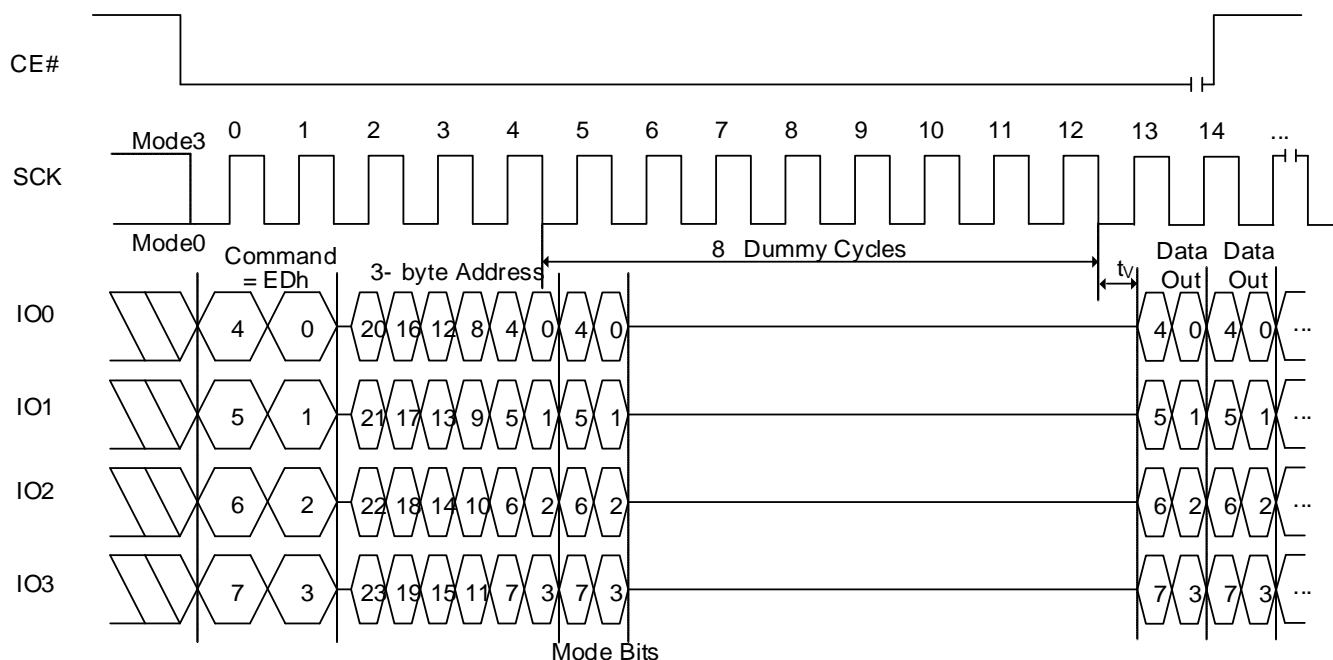 CE#
0 1 2 3 4 5 6 7 8 9 10 11 12 13 14 ...
Mode3
SCK
Mode0
8 Dummy Cycles
Command
= EDh
3- byte Address
tV
Data
Out
Data
Out
IO0
4 0 20 16 12 8 4 0 4 0 4 0 4 0 ...
IO1
5 1 21 17 13 9 5 1 5 1 5 1 5 1 ...
IO2
6 2 22 18 14 10 6 2 6 2 6 2 6 2 ...
IO3
7 3 23 19 15 11 7 3 7 3 7 3 7 3 ...
Mode Bits